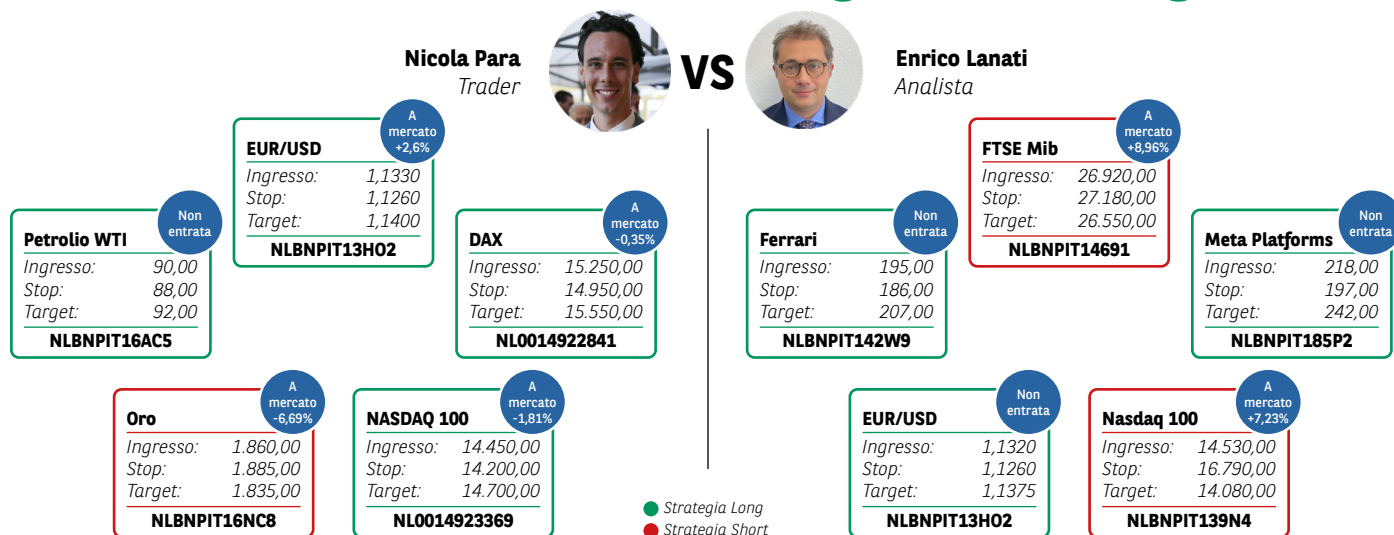 Nicola Para
Trader
VS
Enrico Lanati
Analista
A
mercato
+2,6%
EUR/USD
Ingresso: 1,1330
Stop: 1,1260
Target: 1,1400
NLBNPIT13HO2
Non
entrata
Petrolio WTI
Ingresso: 90,00
Stop: 88,00
Target: 92,00
NLBNPIT16AC5
A
mercato
-0,35%
DAX
Ingresso: 15.250,00
Stop: 14.950,00
Target: 15.550,00
NL0014922841
A
mercato
-6,69%
Oro
Ingresso: 1.860,00
Stop: 1.885,00
Target: 1.835,00
NLBNPIT16NC8
A
mercato
-1,81%
NASDAQ 100
Ingresso: 14.450,00
Stop: 14.200,00
Target: 14.700,00
NL0014923369
A
mercato
+8,96%
FTSE Mib
Ingresso: 26.920,00
Stop: 27.180,00
Target: 26.550,00
NLBNPIT14691
Non
entrata
Ferrari
Ingresso: 195,00
Stop: 186,00
Target: 207,00
NLBNPIT142W9
Non
entrata
Meta Platforms
Ingresso: 218,00
Stop: 197,00
Target: 242,00
NLBNPIT185P2
Non
entrata
EUR/USD
Ingresso: 1,1320
Stop: 1,1260
Target: 1,1375
NLBNPIT13HO2
A
mercato
+7,23%
Nasdaq 100
Ingresso: 14.530,00
Stop: 16.790,00
Target: 14.080,00
NLBNPIT139N4
Strategia Long
Strategia Short